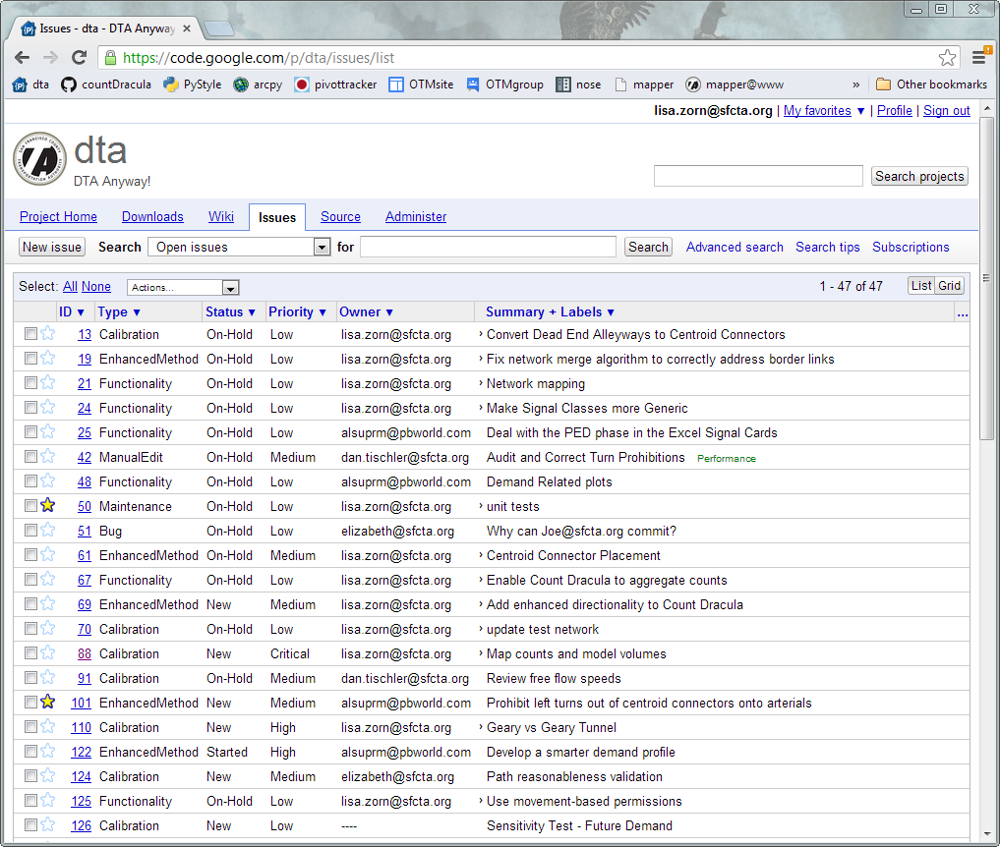 Issues - dta - DTA Anyway
https://code.google.com/p/dta/issues/list
dta countDracula PyStyle arcpy pivottracker OTMsite OTMgroup nose mapper mapper@www » Other bookmarks
lisa.zorn@sfcta.org | My favorites ▼ | Profile | Sign out
dta
DTA Anyway!
Search projects
Project Home Downloads Wiki Issues Source Administer
New issue Search Open issues for Search Advanced search Search tips Subscriptions
Select: All None Actions... 1 - 47 of 47 List Grid
ID ▼ Type ▼ Status ▼ Priority ▼ Owner ▼ Summary + Labels ▼ ...
13 Calibration On-Hold Low lisa.zorn@sfcta.org › Convert Dead End Alleyways to Centroid Connectors
19 EnhancedMethod On-Hold Low lisa.zorn@sfcta.org › Fix network merge algorithm to correctly address border links
21 Functionality On-Hold Low lisa.zorn@sfcta.org › Network mapping
24 Functionality On-Hold Low lisa.zorn@sfcta.org › Make Signal Classes more Generic
25 Functionality On-Hold Low alsuprm@pbworld.com Deal with the PED phase in the Excel Signal Cards
42 ManualEdit On-Hold Medium dan.tischler@sfcta.org Audit and Correct Turn Prohibitions Performance
48 Functionality On-Hold Low alsuprm@pbworld.com Demand Related plots
50 Maintenance On-Hold Low lisa.zorn@sfcta.org › unit tests
51 Bug On-Hold Low elizabeth@sfcta.org Why can Joe@sfcta.org commit?
61 EnhancedMethod On-Hold Medium lisa.zorn@sfcta.org › Centroid Connector Placement
67 Functionality On-Hold Low lisa.zorn@sfcta.org › Enable Count Dracula to aggregate counts
69 EnhancedMethod New Medium lisa.zorn@sfcta.org › Add enhanced directionality to Count Dracula
70 Calibration On-Hold Low lisa.zorn@sfcta.org › update test network
88 Calibration New Critical lisa.zorn@sfcta.org › Map counts and model volumes
91 Calibration On-Hold Medium dan.tischler@sfcta.org Review free flow speeds
101 EnhancedMethod New Medium alsuprm@pbworld.com › Prohibit left turns out of centroid connectors onto arterials
110 Calibration New High lisa.zorn@sfcta.org › Geary vs Geary Tunnel
122 EnhancedMethod Started High alsuprm@pbworld.com Develop a smarter demand profile
124 Calibration New Medium elizabeth@sfcta.org Path reasonableness validation
125 Functionality On-Hold Low lisa.zorn@sfcta.org › Use movement-based permissions
126 Calibration New Low ---- Sensitivity Test - Future Demand